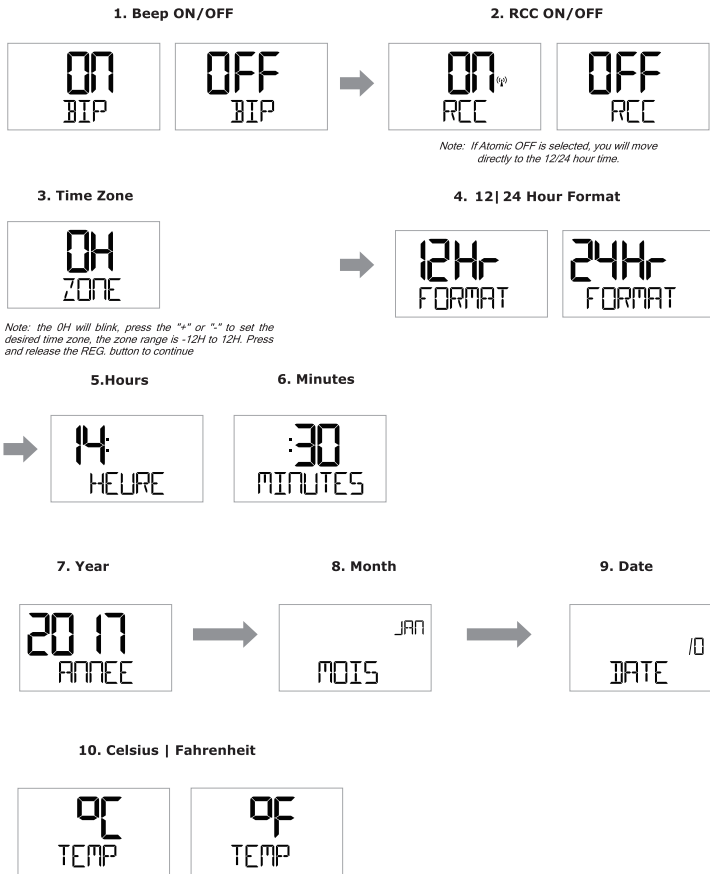 1. Beep ON/OFF
2. RCC ON/OFF
ON
BIP
OFF
BIP
ON
RCC
OFF
RCC
Note: If Atomic OFF is selected, you will move
directly to the 12/24 hour time.
3. Time Zone
4. 12|24 Hour Format
0H
ZONE
12Hr
FORMAT
24Hr
FORMAT
Note: the 0H will blink, press the "+" or "-" to set the
desired time zone, the zone range is -12H to 12H. Press
and release the REG. button to continue
5.Hours
6. Minutes
14:
HEURE
:30
MINUTES
7. Year
8. Month
9. Date
2017
ANNEE
JAN
MOIS
10
DATE
10. Celsius | Fahrenheit
°C
TEMP
°F
TEMP